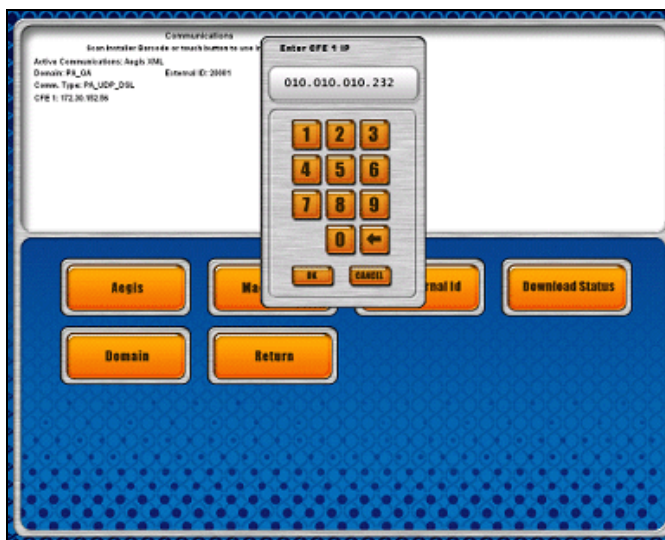 Communications
Scan Installer Barcode or touch button to use
Active Communications: Aegis XML
Domain: PA_QA External ID: 20001
Comm. Type: PA_UDP_DSL
CFE 1: 172.30.152.56
Enter CFE 1 IP
010.010.010.232
1 2 3
4 5 6
7 8 9
0 ←
OK CANCEL
Aegis
Ma
rnal Id
Download Status
Domain
Return